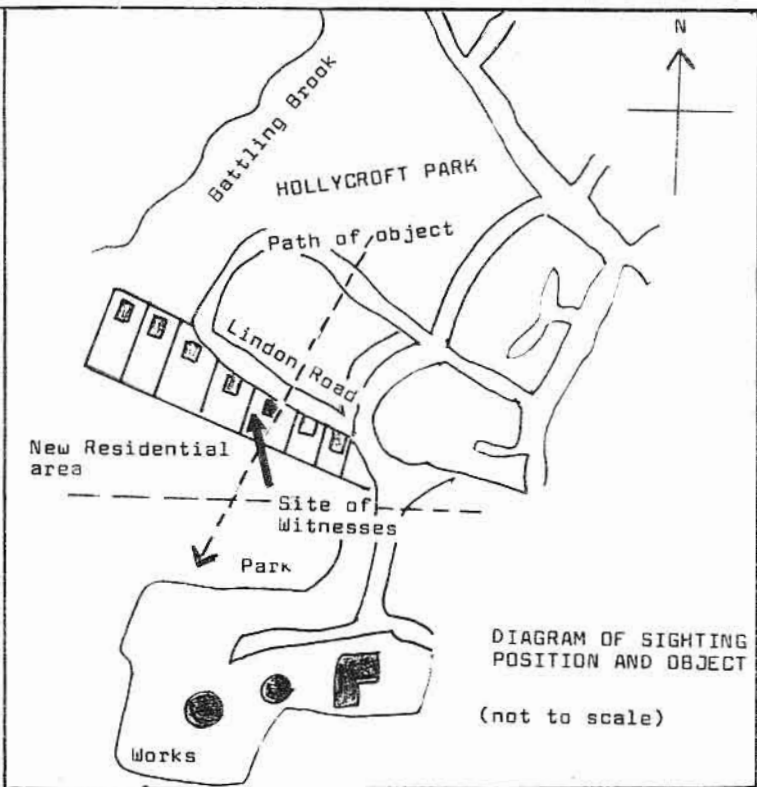 N
Battling Brook
HOLLYCROFT PARK
Path of object
Lindon Road
New Residential
area
Site of
Witnesses
Park
DIAGRAM OF SIGHTING
POSITION AND OBJECT
(not to scale)
Works